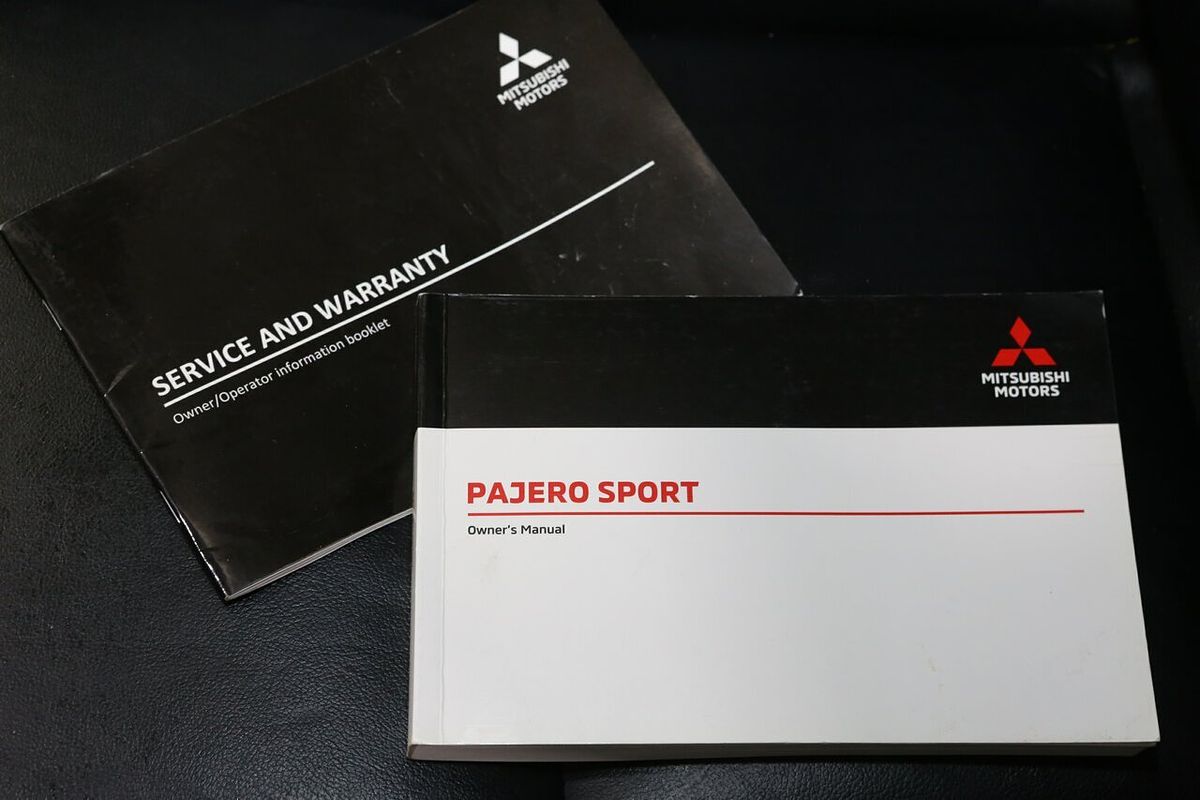 MITSUBISHI
MOTORS
SERVICE AND WARRANTY
Owner/Operator information booklet
MITSUBISHI
MOTORS
PAJERO SPORT
Owner's Manual